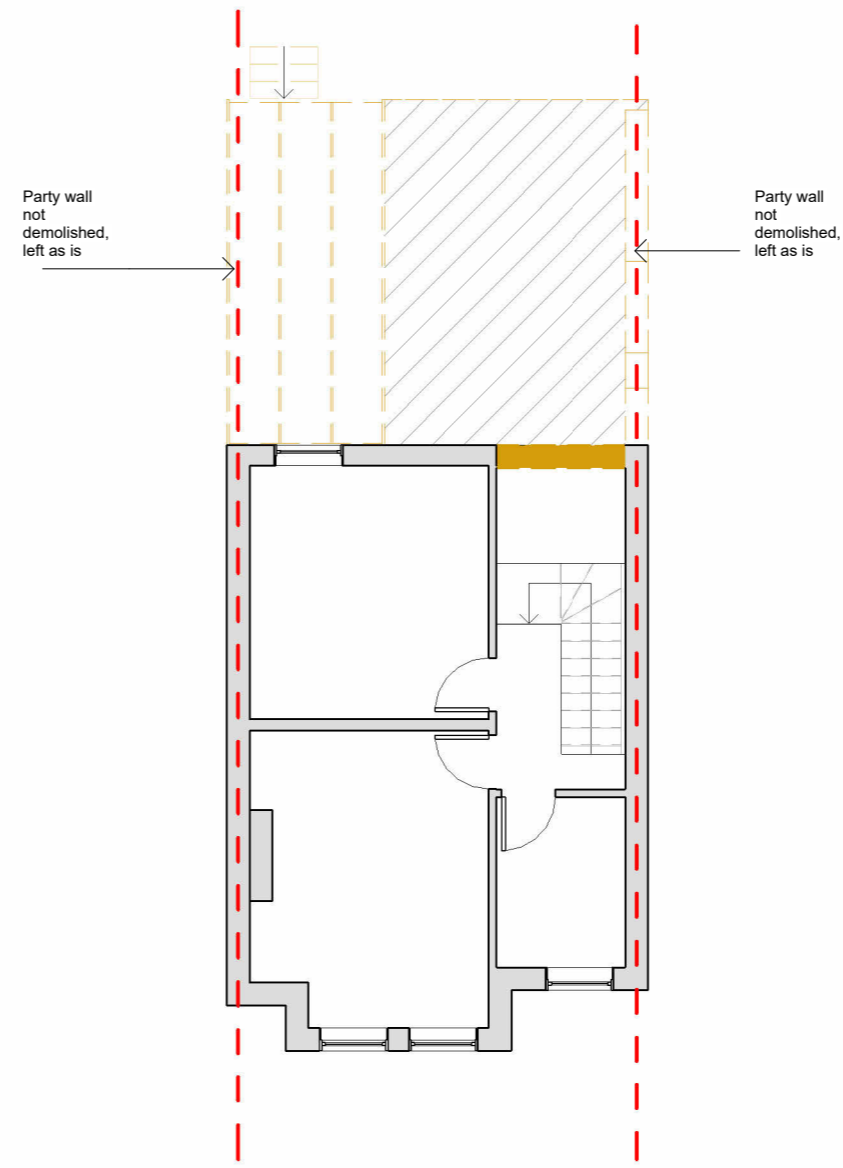 Party wall
not
demolished,
left as is
Party wall
not
demolished,
left as is